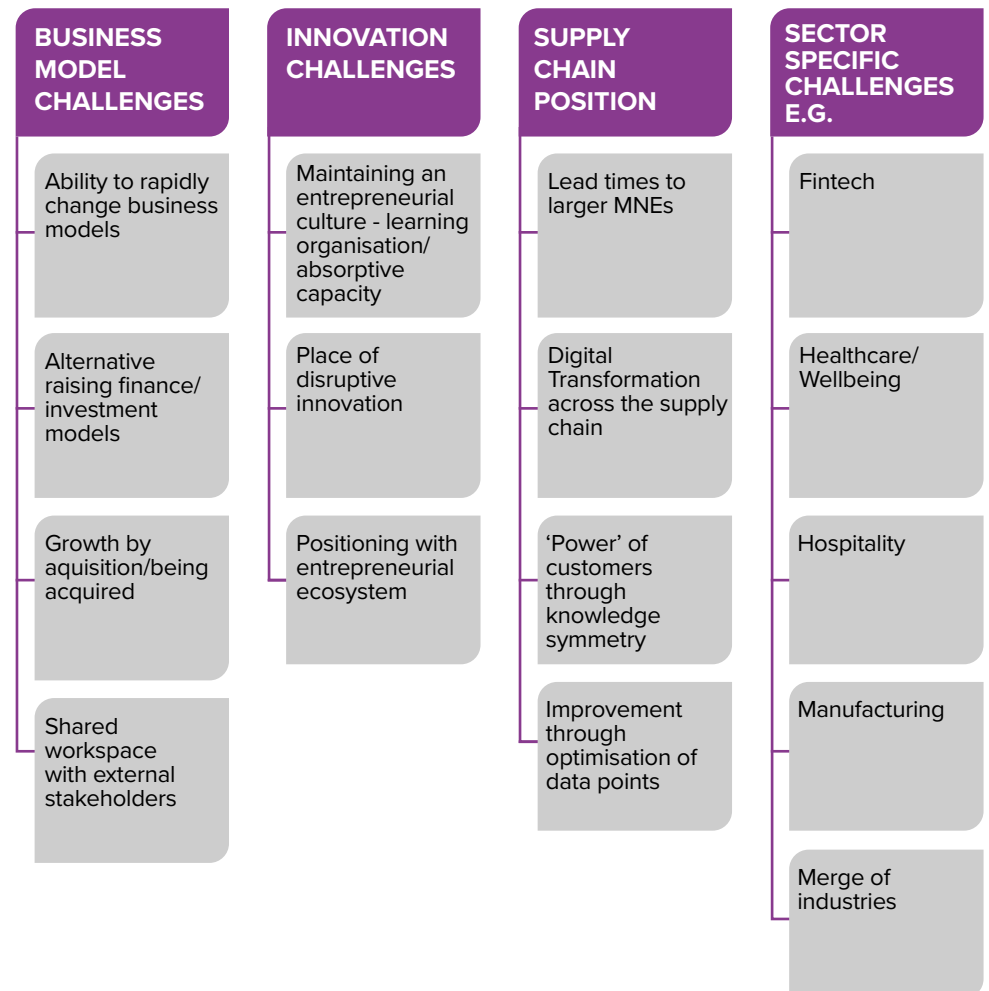 BUSINESS
MODEL
CHALLENGES
Ability to rapidly
change business
models
Alternative
raising finance/
investment
models
Growth by
aquisition/being
acquired
Shared
workspace
with external
stakeholders
INNOVATION
CHALLENGES
Maintaining an
entrepreneurial
culture - learning
organisation/
absorptive
capacity
Place of
disruptive
innovation
Positioning with
entrepreneurial
ecosystem
SUPPLY
CHAIN
POSITION
Lead times to
larger MNEs
Digital
Transformation
across the supply
chain
‘Power’ of
customers
through
knowledge
symmetry
Improvement
through
optimisation of
data points
SECTOR
SPECIFIC
CHALLENGES
E.G.
Fintech
Healthcare/
Wellbeing
Hospitality
Manufacturing
Merge of
industries